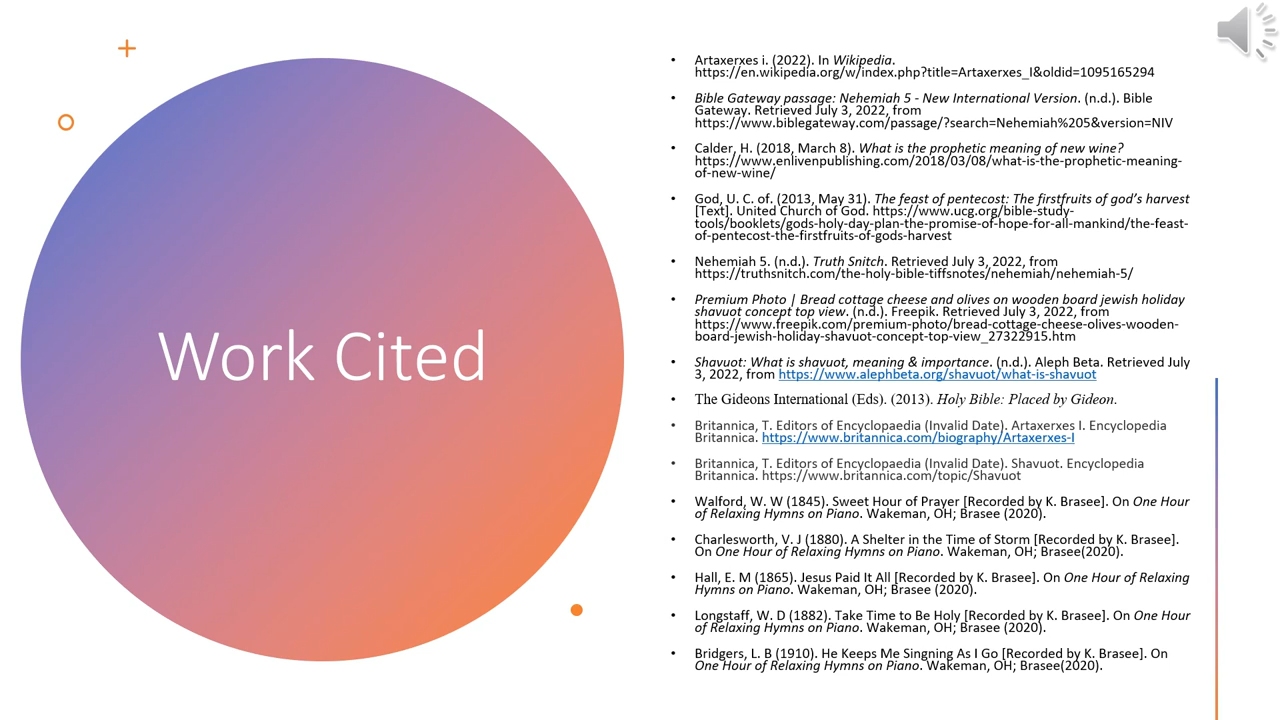 Work Cited
• Artaxerxes i. (2022). In Wikipedia.
https://en.wikipedia.org/w/index.php?title=Artaxerxes_I&oldid=1095165294
• Bible Gateway passage: Nehemiah 5 - New International Version. (n.d.). Bible
Gateway. Retrieved July 3, 2022, from
https://www.biblegateway.com/passage/?search=Nehemiah%205&version=NIV
• Calder, H. (2018, March 8). What is the prophetic meaning of new wine?
https://www.enlivenpublishing.com/2018/03/08/what-is-the-prophetic-meaning-
of-new-wine/
• God, U. C. of. (2013, May 31). The feast of pentecost: The firstfruits of god’s harvest
[Text]. United Church of God. https://www.ucg.org/bible-study-
tools/booklets/gods-holy-day-plan-the-promise-of-hope-for-all-mankind/the-feast-
of-pentecost-the-firstfruits-of-gods-harvest
• Nehemiah 5. (n.d.). Truth Snitch. Retrieved July 3, 2022, from
https://truthsnitch.com/the-holy-bible-tiffsnotes/nehemiah/nehemiah-5/
• Premium Photo | Bread cottage cheese and olives on wooden board jewish holiday
shavuot concept top view. (n.d.). Freepik. Retrieved July 3, 2022, from
https://www.freepik.com/premium-photo/bread-cottage-cheese-olives-wooden-
board-jewish-holiday-shavuot-concept-top-view_27322915.htm
• Shavuot: What is shavuot, meaning & importance. (n.d.). Aleph Beta. Retrieved July
3, 2022, from https://www.alephbeta.org/shavuot/what-is-shavuot
• The Gideons International (Eds). (2013). Holy Bible: Placed by Gideon.
• Britannica, T. Editors of Encyclopaedia (Invalid Date). Artaxerxes I. Encyclopedia
Britannica. https://www.britannica.com/biography/Artaxerxes-I
• Britannica, T. Editors of Encyclopaedia (Invalid Date). Shavuot. Encyclopedia
Britannica. https://www.britannica.com/topic/Shavuot
• Walford, W. W (1845). Sweet Hour of Prayer [Recorded by K. Brasee]. On One Hour
of Relaxing Hymns on Piano. Wakeman, OH; Brasee (2020).
• Charlesworth, V. J (1880). A Shelter in the Time of Storm [Recorded by K. Brasee].
On One Hour of Relaxing Hymns on Piano. Wakeman, OH; Brasee(2020).
• Hall, E. M (1865). Jesus Paid It All [Recorded by K. Brasee]. On One Hour of Relaxing
Hymns on Piano. Wakeman, OH; Brasee (2020).
• Longstaff, W. D (1882). Take Time to Be Holy [Recorded by K. Brasee]. On One Hour
of Relaxing Hymns on Piano. Wakeman, OH; Brasee (2020).
• Bridgers, L. B (1910). He Keeps Me Singning As I Go [Recorded by K. Brasee]. On
One Hour of Relaxing Hymns on Piano. Wakeman, OH; Brasee(2020).